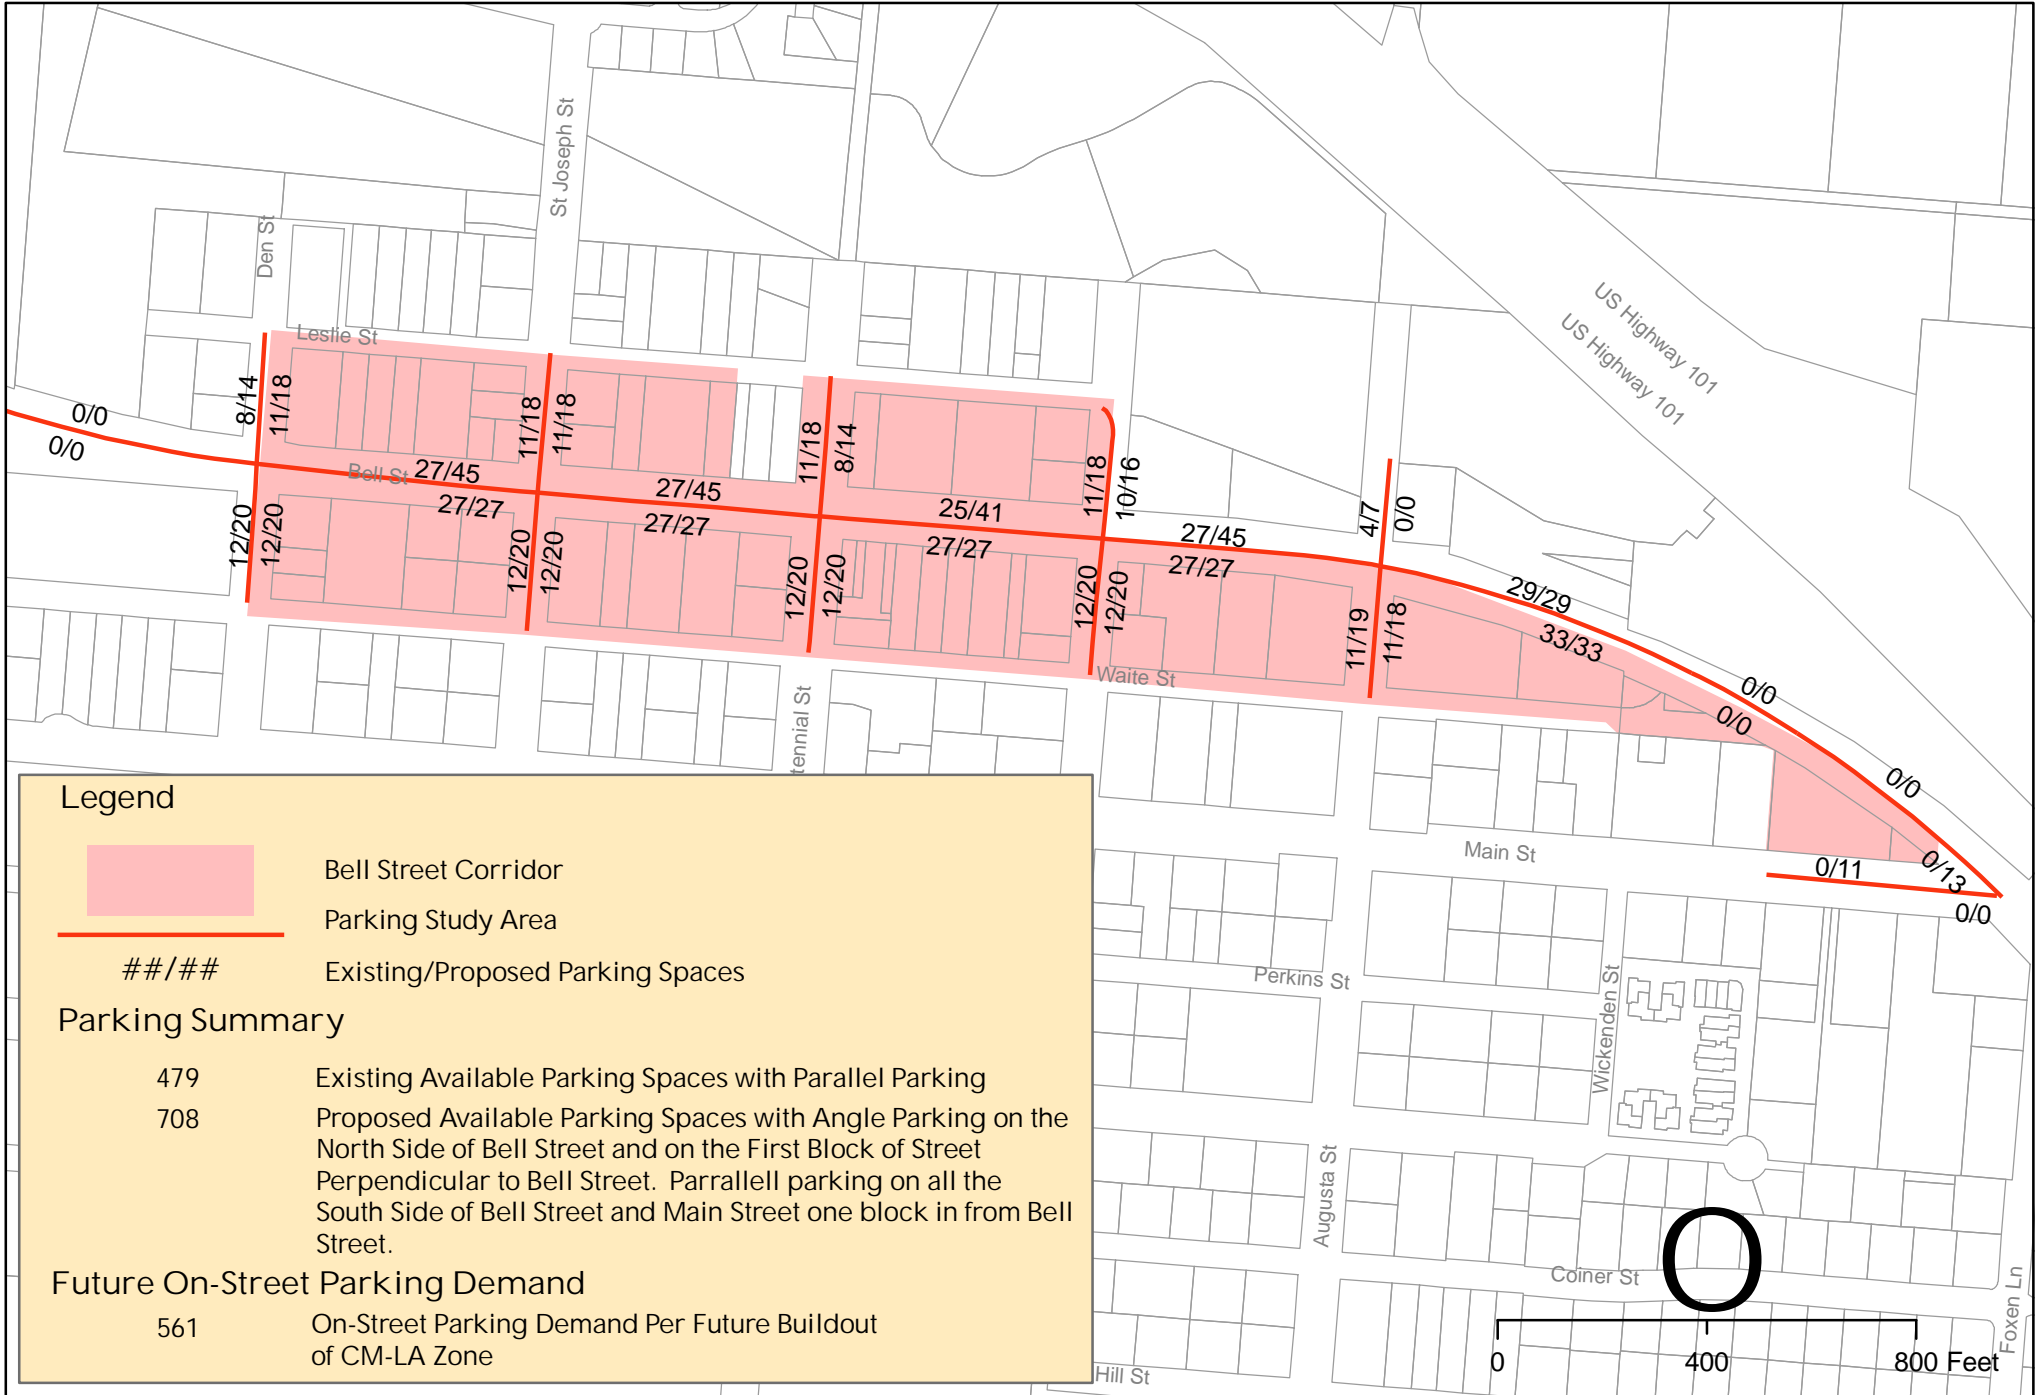 St Joseph St
Den St
US Highway 101
US Highway 101
Leslie St
8/14
11/18
11/18
11/18
11/18
8/14
11/18
10/16
4/7
0/0
0/0
0/0
Bell St
27/45
27/27
27/45
27/27
25/41
27/27
27/45
27/27
29/29
33/33
12/20
12/20
12/20
12/20
12/20
12/20
12/20
12/20
11/19
11/18
0/0
0/0
0/0
Waite St
tennial St
Main St
0/11
0/13
0/0
Perkins St
Wickenden St
Augusta St
Coiner St
Foxen Ln
Hill St
Legend
Bell Street Corridor
Parking Study Area
##/##
Existing/Proposed Parking Spaces
Parking Summary
479 Existing Available Parking Spaces with Parallel Parking
708 Proposed Available Parking Spaces with Angle Parking on the
North Side of Bell Street and on the First Block of Street
Perpendicular to Bell Street. Parrallell parking on all the
South Side of Bell Street and Main Street one block in from Bell
Street.
Future On-Street Parking Demand
561 On-Street Parking Demand Per Future Buildout
of CM-LA Zone
O
0 400 800 Feet